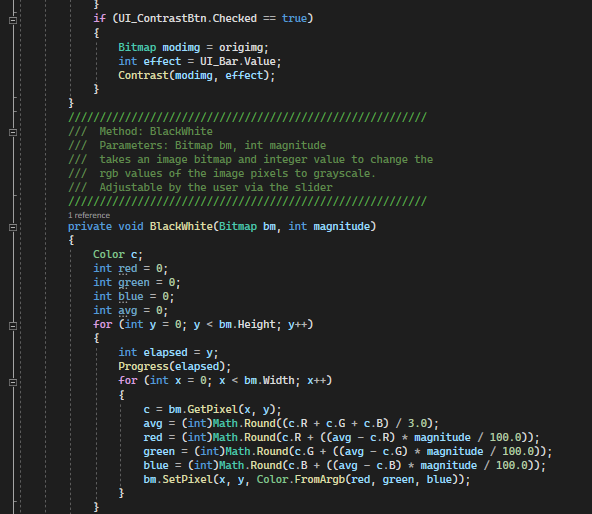 }
if (UI_ContrastBtn.Checked == true)
{
Bitmap modimg = origimg;
int effect = UI_Bar.Value;
Contrast(modimg, effect);
}
}
/////////////////////////////////////////////////////////
/// Method: BlackWhite
/// Parameters: Bitmap bm, int magnitude
/// takes an image bitmap and integer value to change the
/// rgb values of the image pixels to grayscale.
/// Adjustable by the user via the slider
/////////////////////////////////////////////////////////
1 reference
private void BlackWhite(Bitmap bm, int magnitude)
{
Color c;
int red = 0;
int green = 0;
int blue = 0;
int avg = 0;
for (int y = 0; y < bm.Height; y++)
{
int elapsed = y;
Progress(elapsed);
for (int x = 0; x < bm.Width; x++)
{
c = bm.GetPixel(x, y);
avg = (int)Math.Round((c.R + c.G + c.B) / 3.0);
red = (int)Math.Round(c.R + ((avg - c.R) * magnitude / 100.0));
green = (int)Math.Round(c.G + ((avg - c.G) * magnitude / 100.0));
blue = (int)Math.Round(c.B + ((avg - c.B) * magnitude / 100.0));
bm.SetPixel(x, y, Color.FromArgb(red, green, blue));
}
}